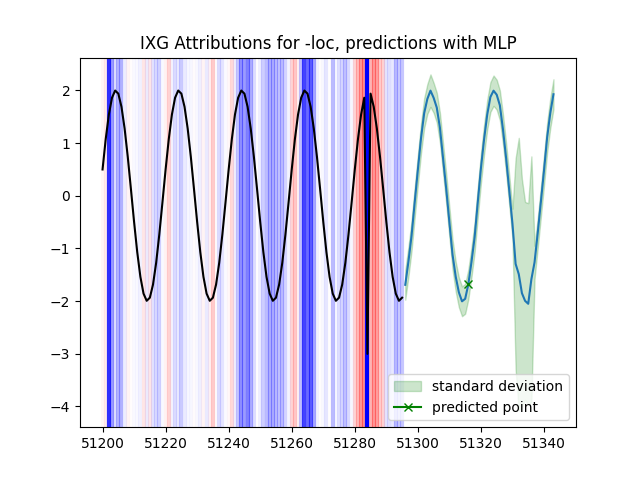 IXG Attributions for -loc, predictions with MLP
2
1
0
−1
−2
−3
−4
standard deviation
predicted point
51200 51220 51240 51260 51280 51300 51320 51340